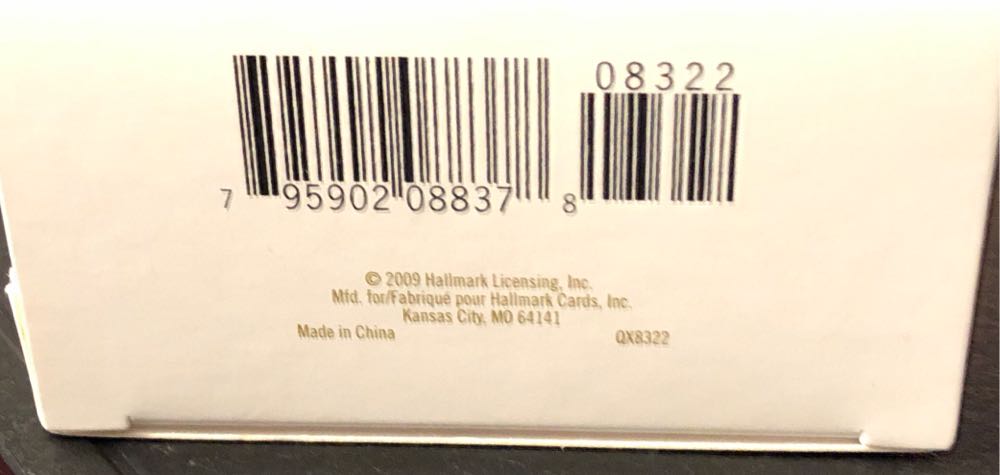 08322
7 95902 08837 8
© 2009 Hallmark Licensing, Inc.
Mfd. for/Fabriqué pour Hallmark Cards, Inc.
Kansas City, MO 64141
Made in China QX8322